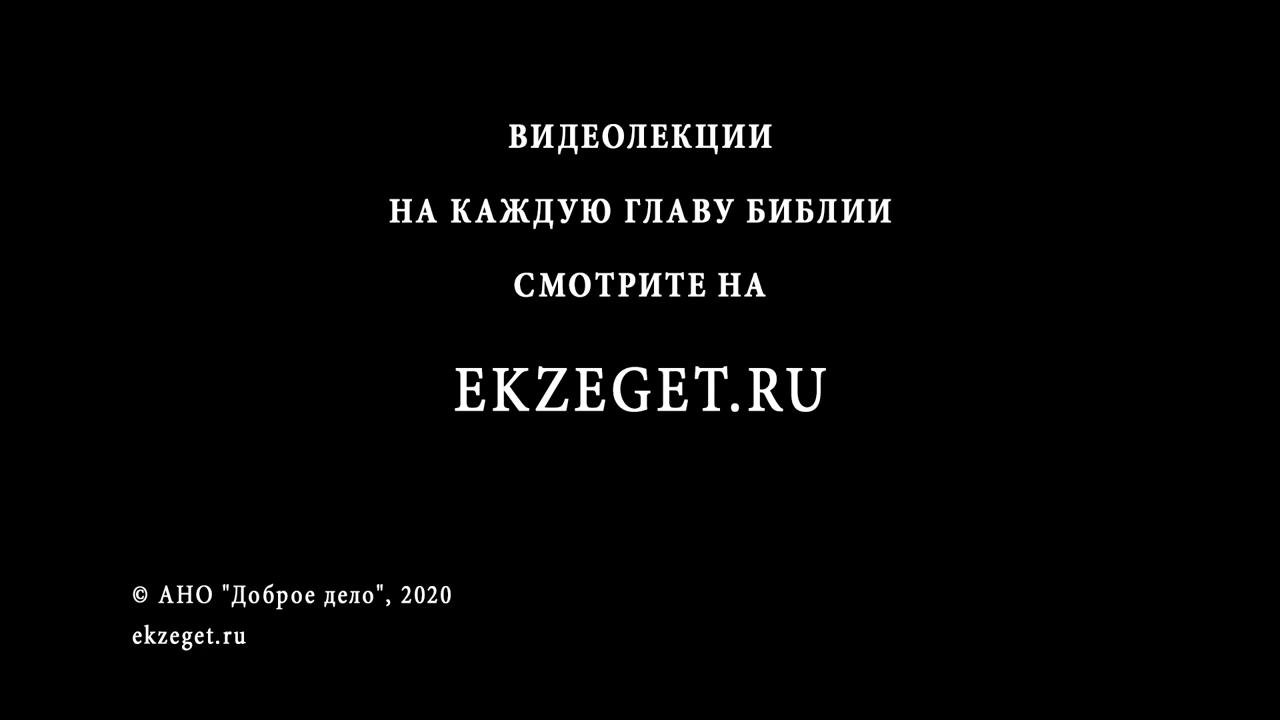 ВИДЕОЛЕКЦИИ
НА КАЖДУЮ ГЛАВУ БИБЛИИ
СМОТРИТЕ НА
EKZEGET.RU
© АНО "Доброе дело", 2020
ekzeget.ru